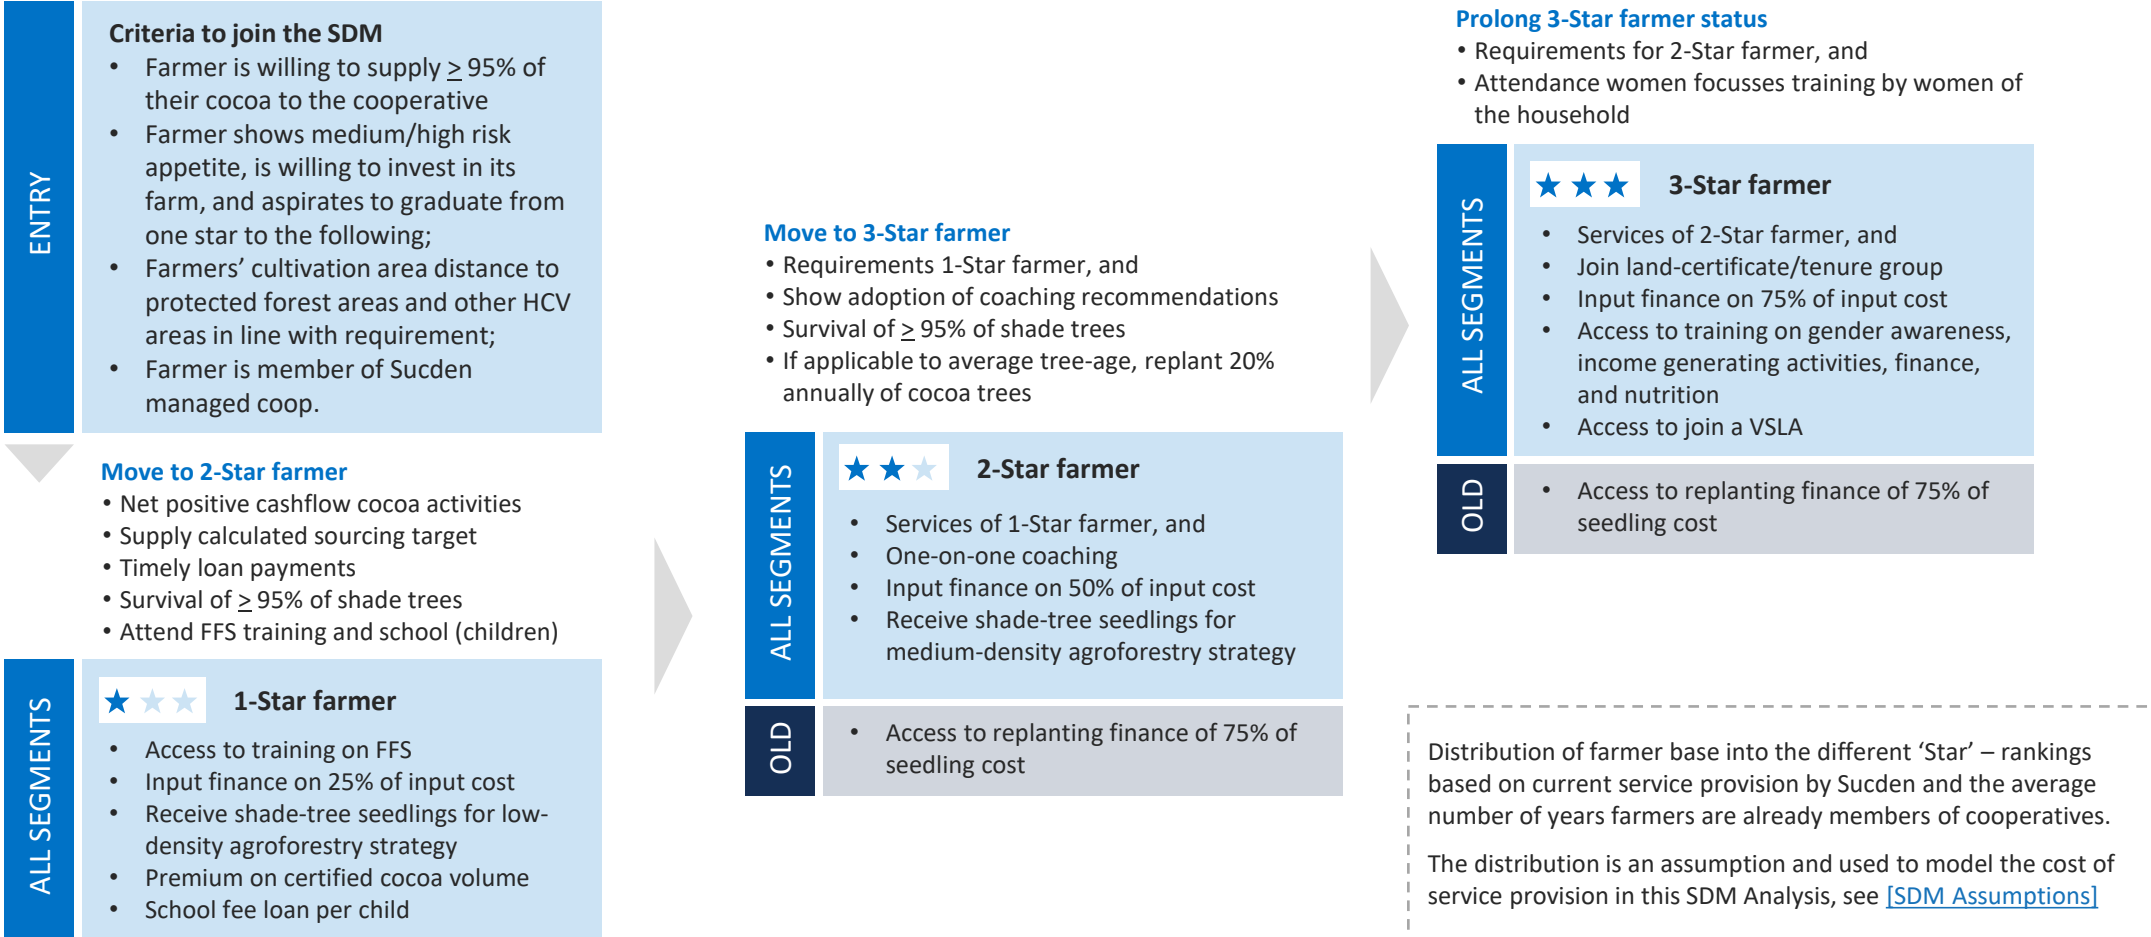 ENTRY
Criteria to join the SDM
• Farmer is willing to supply ≥ 95% of
their cocoa to the cooperative
• Farmer shows medium/high risk
appetite, is willing to invest in its
farm, and aspirates to graduate from
one star to the following;
• Farmers' cultivation area distance to
protected forest areas and other HCV
areas in line with requirement;
• Farmer is member of Sucden
managed coop.
Move to 2-Star farmer
• Net positive cashflow cocoa activities
• Supply calculated sourcing target
• Timely loan payments
• Survival of ≥ 95% of shade trees
• Attend FFS training and school (children)
ALL SEGMENTS
1-Star farmer
• Access to training on FFS
• Input finance on 25% of input cost
• Receive shade-tree seedlings for low-
density agroforestry strategy
• Premium on certified cocoa volume
• School fee loan per child
Move to 3-Star farmer
• Requirements 1-Star farmer, and
• Show adoption of coaching recommendations
• Survival of ≥ 95% of shade trees
• If applicable to average tree-age, replant 20%
annually of cocoa trees
ALL SEGMENTS
2-Star farmer
• Services of 1-Star farmer, and
• One-on-one coaching
• Input finance on 50% of input cost
• Receive shade-tree seedlings for
medium-density agroforestry strategy
OLD
• Access to replanting finance of 75% of
seedling cost
Prolong 3-Star farmer status
• Requirements for 2-Star farmer, and
• Attendance women focusses training by women of
the household
ALL SEGMENTS
3-Star farmer
• Services of 2-Star farmer, and
• Join land-certificate/tenure group
• Input finance on 75% of input cost
• Access to training on gender awareness,
income generating activities, finance,
and nutrition
• Access to join a VSLA
OLD
• Access to replanting finance of 75% of
seedling cost
Distribution of farmer base into the different 'Star' – rankings
based on current service provision by Sucden and the average
number of years farmers are already members of cooperatives.
The distribution is an assumption and used to model the cost of
service provision in this SDM Analysis, see [SDM Assumptions]